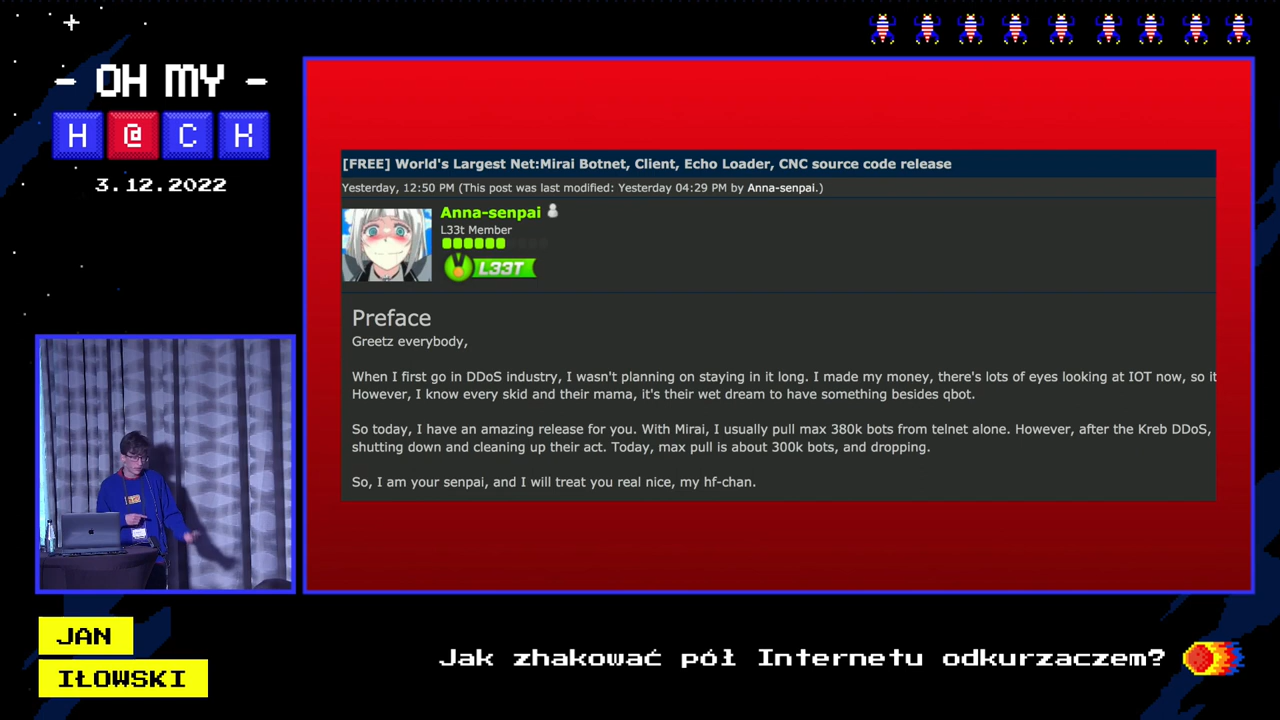 - OH MY -
H @ C K
3.12.2022
[FREE] World's Largest Net:Mirai Botnet, Client, Echo Loader, CNC source code release
Yesterday, 12:50 PM (This post was last modified: Yesterday 04:29 PM by Anna-senpai.)
Anna-senpai
L33t Member
L33T
Preface
Greetz everybody,
When I first go in DDoS industry, I wasn't planning on staying in it long. I made my money, there's lots of eyes looking at IOT now, so it
However, I know every skid and their mama, it's their wet dream to have something besides qbot.
So today, I have an amazing release for you. With Mirai, I usually pull max 380k bots from telnet alone. However, after the Kreb DDoS,
shutting down and cleaning up their act. Today, max pull is about 300k bots, and dropping.
So, I am your senpai, and I will treat you real nice, my hf-chan.
JAN
IŁOWSKI
Jak zhakować pół Internetu odkurzaczem?